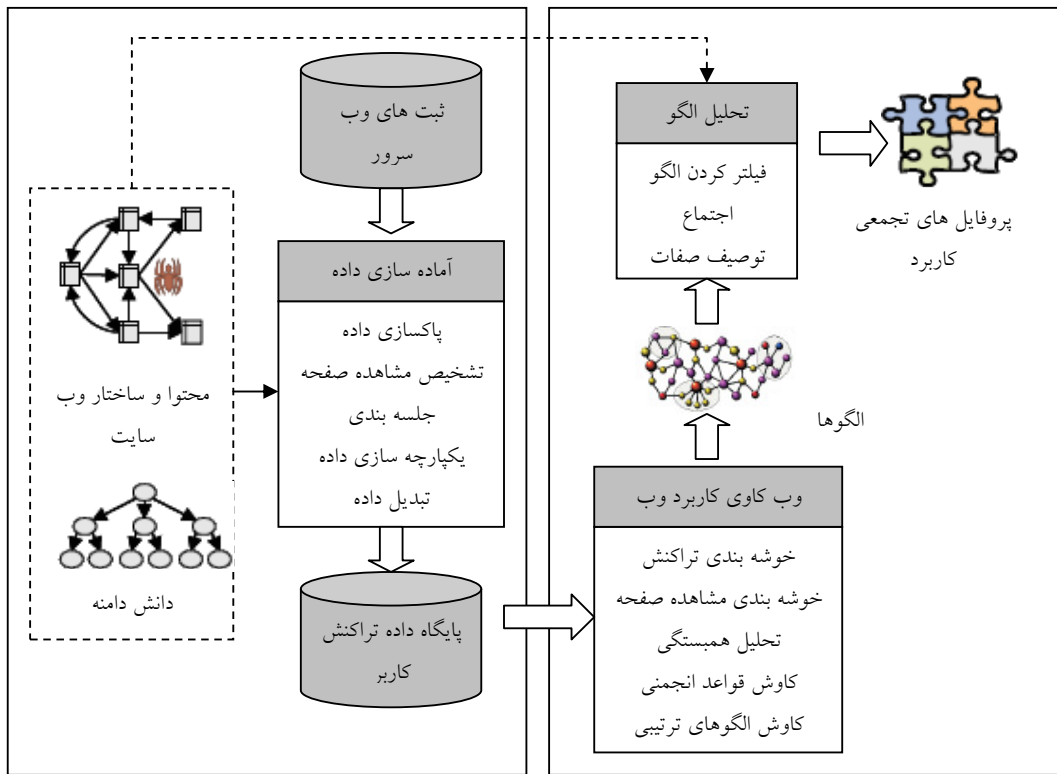 ثبت های وب
سرور
آماده سازی داده
پاکسازی داده
تشخیص مشاهده صفحه
جلسه بندی
یکپارچه سازی داده
تبدیل داده
محتوا و ساختار وب
سایت
دانش دامنه
پایگاه داده تراکنش
کاربر
تحلیل الگو
فیلتر کردن الگو
اجتماع
توصیف صفات
پروفایل های تجمعی
کاربرد
الگوها
وب کاوی کاربرد وب
خوشه بندی تراکنش
خوشه بندی مشاهده صفحه
تحلیل همبستگی
کاوش قواعد انجمنی
کاوش الگوهای ترتیبی